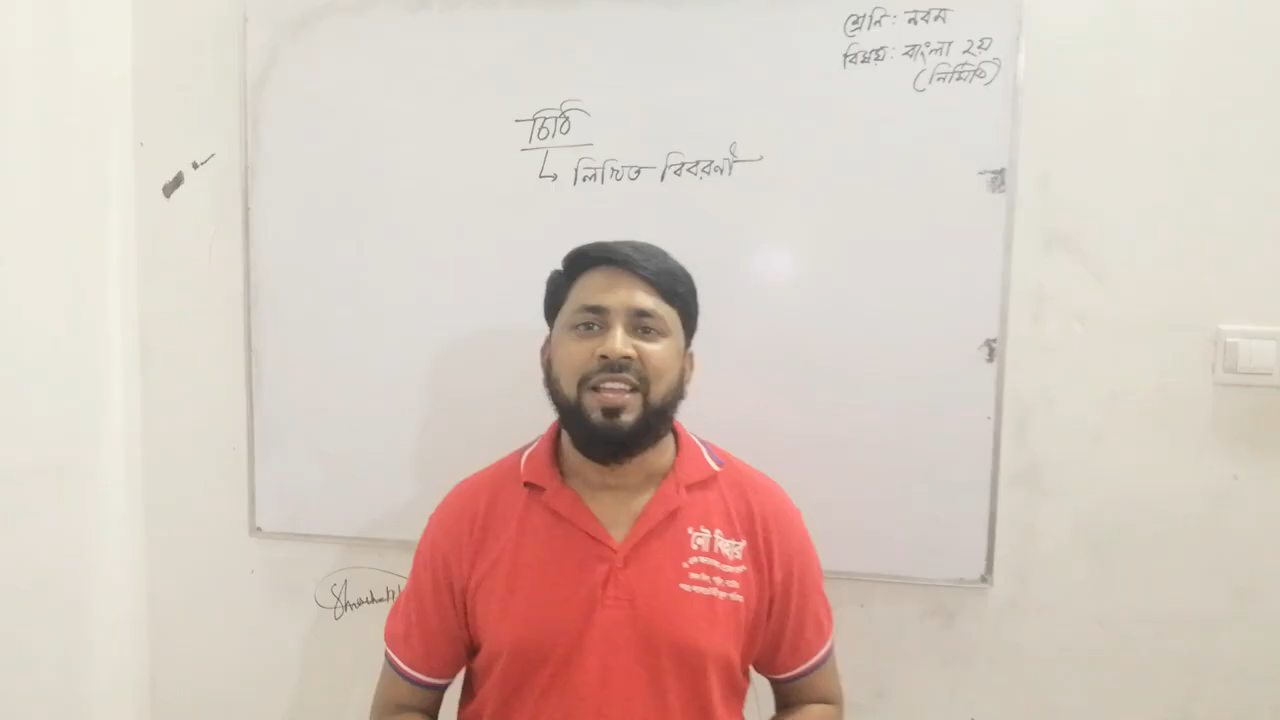 শ্রেনি: নবম
বিষয়: বাংলা ২য়
(নির্মিতি)
চিঠি
↳ লিখিত বিবরণী
'নৌ বিহার'